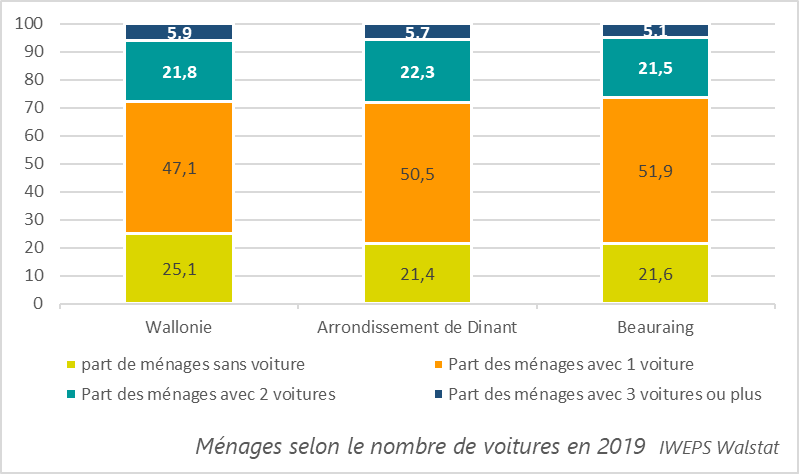 100
90
80
70
60
50
40
30
20
10
0
5,9 5,7 5,1
21,8 22,3 21,5
47,1 50,5 51,9
25,1 21,4 21,6
Wallonie Arrondissement de Dinant Beauraing
part de ménages sans voiture Part des ménages avec 1 voiture
Part des ménages avec 2 voitures Part des ménages avec 3 voitures ou plus
Ménages selon le nombre de voitures en 2019 IWEPS Walstat